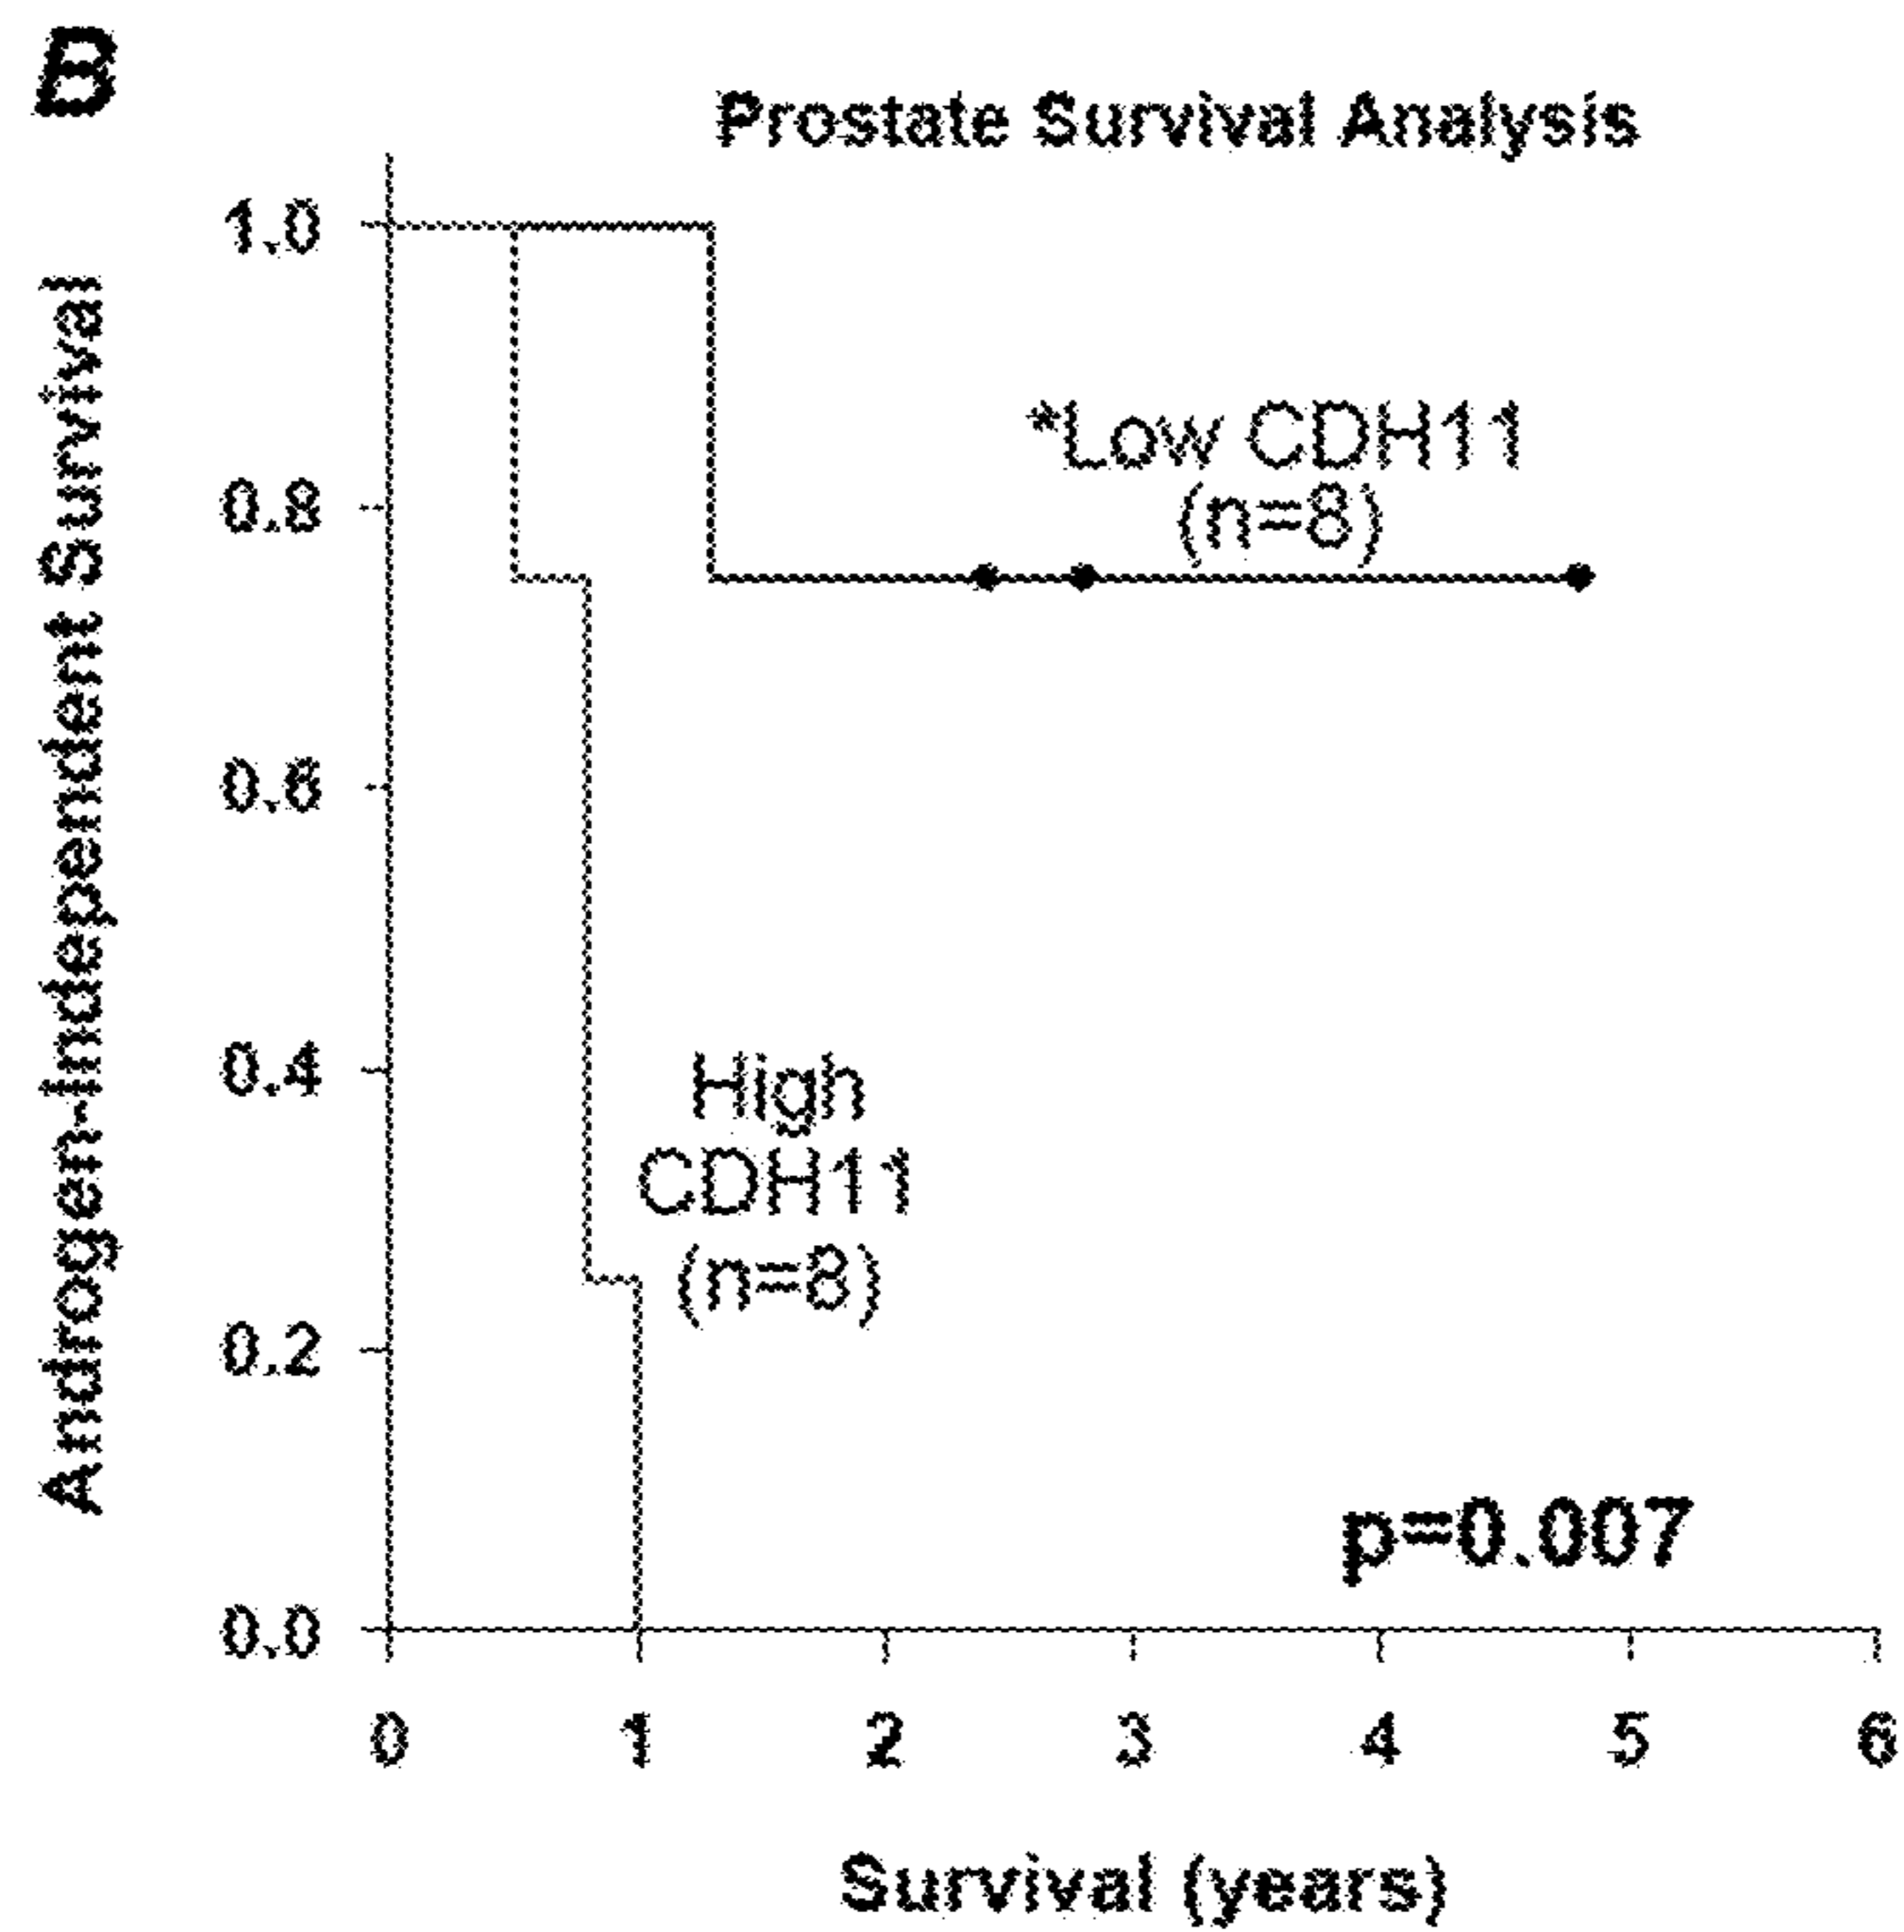 B
Prostate Survival Analysis
Androgen-Independent Survival
1.0
0.8
0.6
0.4
0.2
0.0
*Low CDH11
(n=8)
High
CDH11
(n=8)
p=0.007
0 1 2 3 4 5 6
Survival (years)